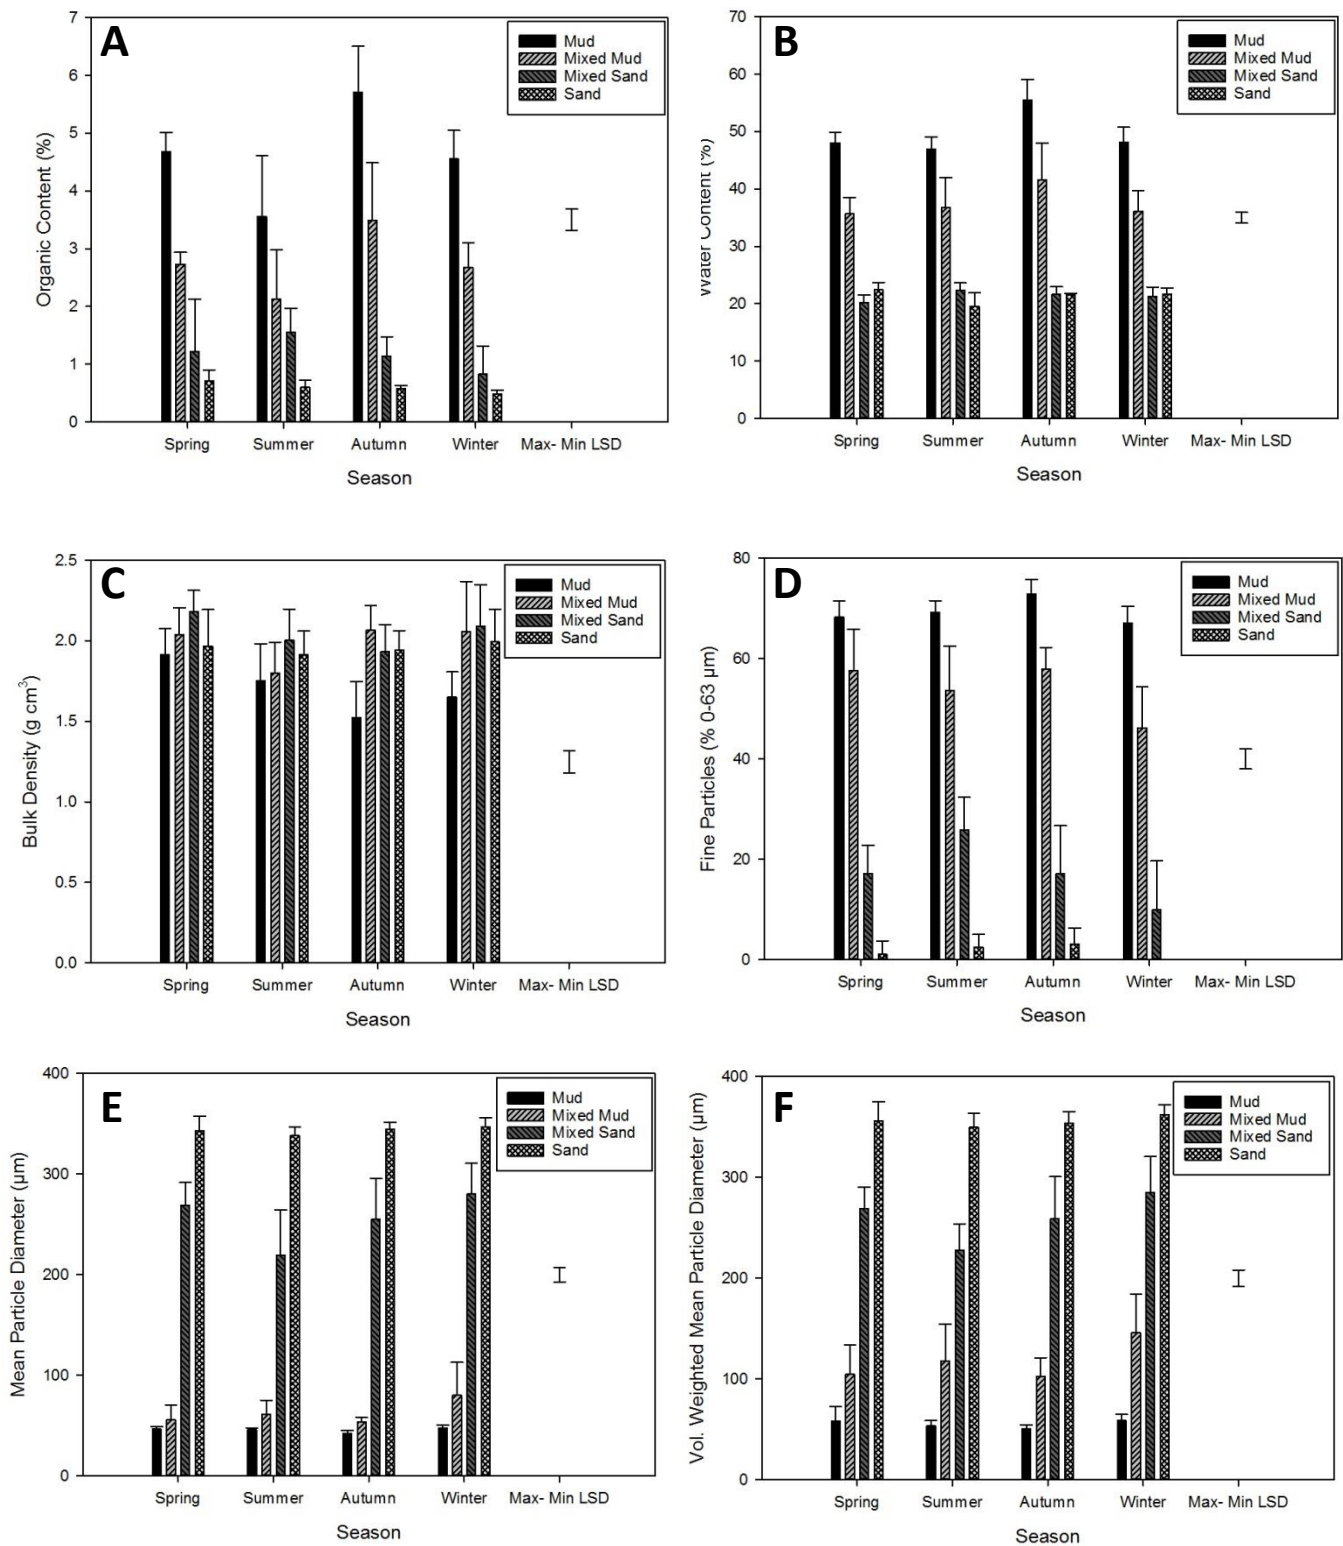 A
7
6
5
4
3
2
1
0
Organic Content (%)
Mud
Mixed Mud
Mixed Sand
Sand
Spring Summer Autumn Winter Max- Min LSD
Season
B
70
60
50
40
30
20
10
0
Water Content (%)
Mud
Mixed Mud
Mixed Sand
Sand
Spring Summer Autumn Winter Max- Min LSD
Season
C
2.5
2.0
1.5
1.0
0.5
0.0
Bulk Density (g cm³)
Mud
Mixed Mud
Mixed Sand
Sand
Spring Summer Autumn Winter Max- Min LSD
Season
D
80
60
40
20
0
Fine Particles (% 0-63 µm)
Mud
Mixed Mud
Mixed Sand
Sand
Spring Summer Autumn Winter Max- Min LSD
Season
E
400
300
200
100
0
Mean Particle Diameter (µm)
Mud
Mixed Mud
Mixed Sand
Sand
Spring Summer Autumn Winter Max- Min LSD
Season
F
400
300
200
100
0
Vol. Weighted Mean Particle Diameter (µm)
Mud
Mixed Mud
Mixed Sand
Sand
Spring Summer Autumn Winter Max- Min LSD
Season